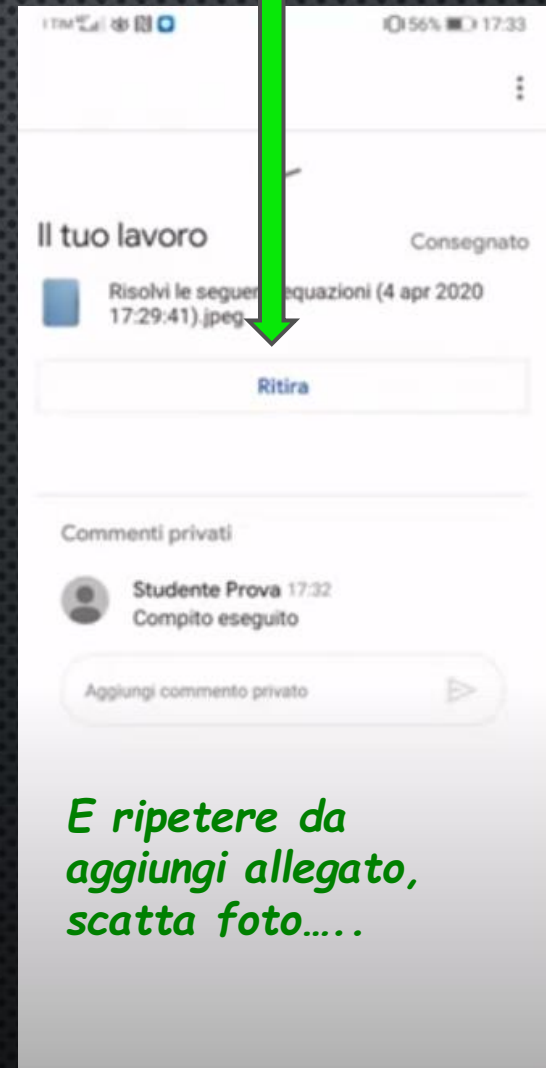 TIM 56% 17:33
Il tuo lavoro
Consegnato
Risolvi le equazioni (4 apr 2020
17:29:41).jpeg
Ritira
Commenti privati
Studente Prova 17:32
Compito eseguito
Aggiungi commento privato
E ripetere da
aggiungi allegato,
scatta foto.....